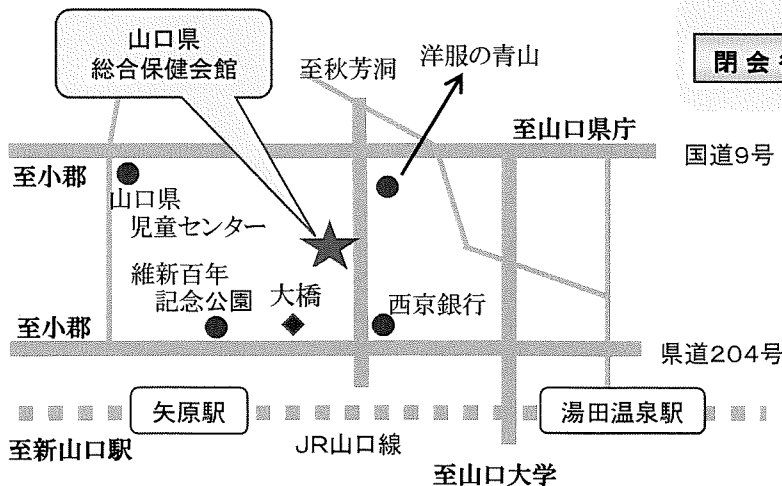 山口県
総合保健会館
至秋芳洞
洋服の青山
閉会
至山口県庁
国道9号
至小郡
山口県
児童センター
維新百年
記念公園
大橋
西京銀行
至小郡
県道204号
矢原駅
湯田温泉駅
至新山口駅
JR山口線
至山口大学